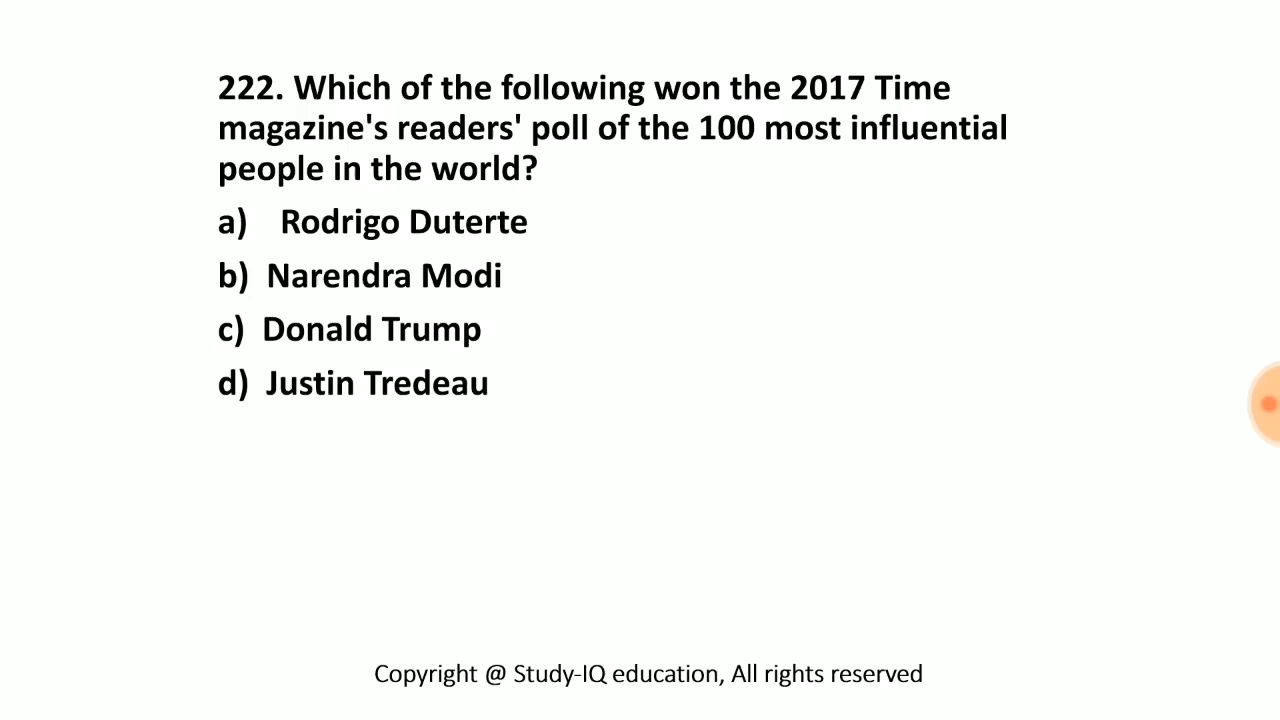 222. Which of the following won the 2017 Time
magazine's readers' poll of the 100 most influential
people in the world?
a) Rodrigo Duterte
b) Narendra Modi
c) Donald Trump
d) Justin Tredeau
Copyright @ Study-IQ education, All rights reserved